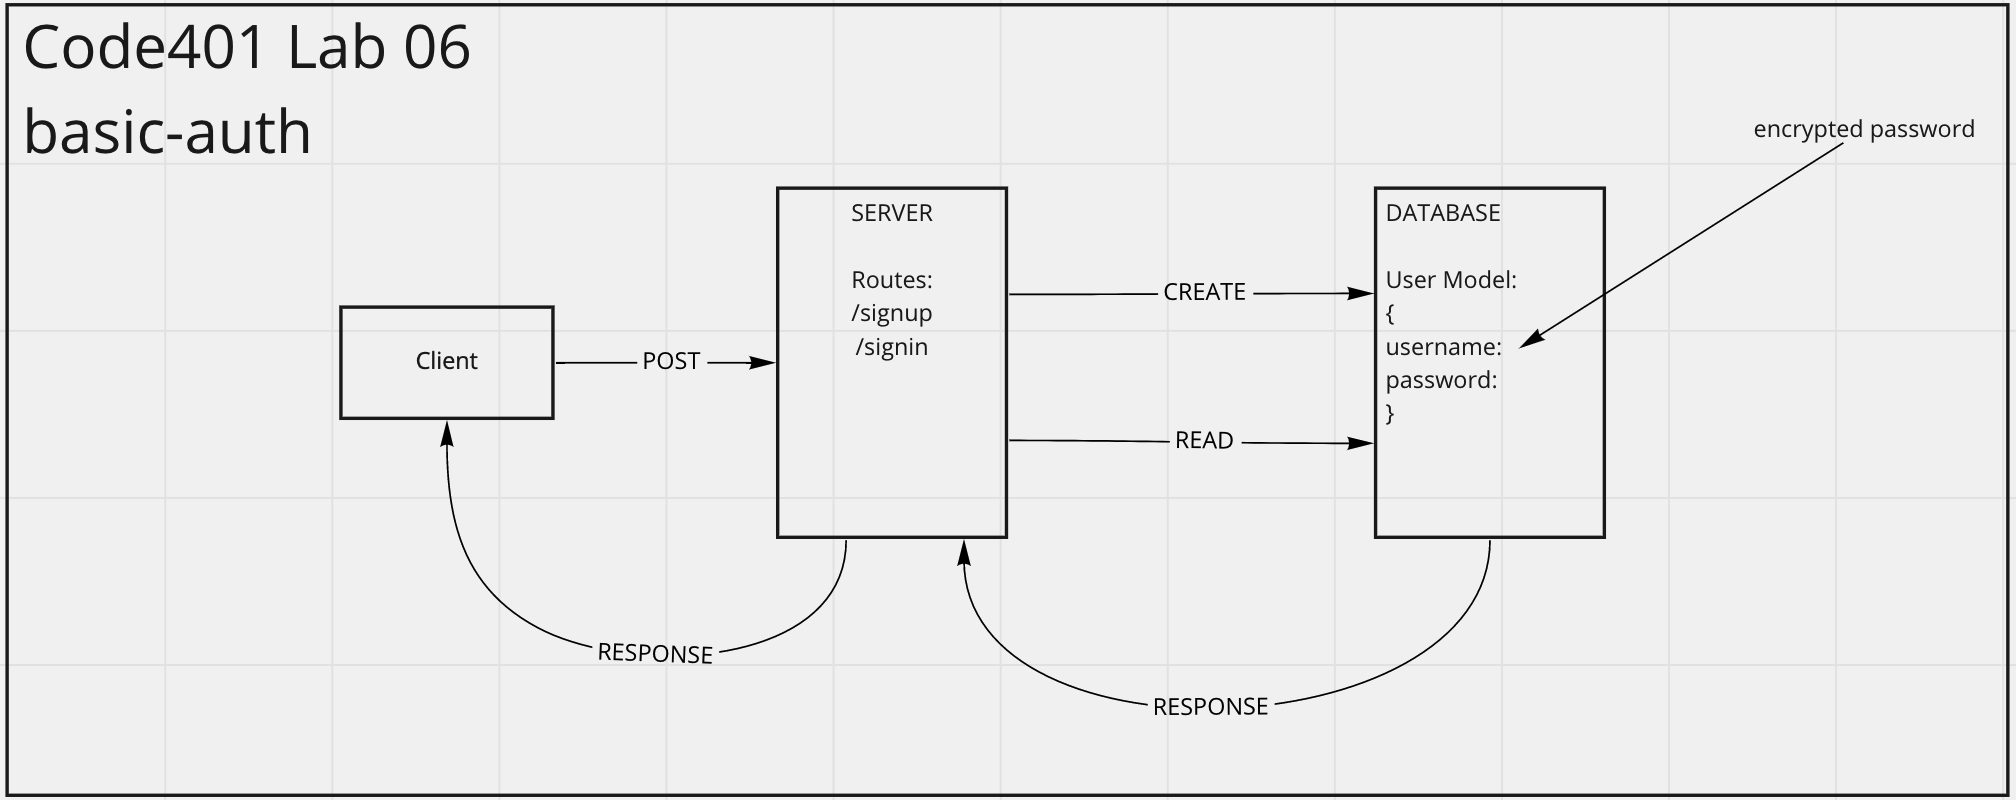 Code401 Lab 06
basic-auth
encrypted password
SERVER
Routes:
/signup
/signin
DATABASE
User Model:
{
username:
password:
}
Client
POST
CREATE
READ
RESPONSE
RESPONSE